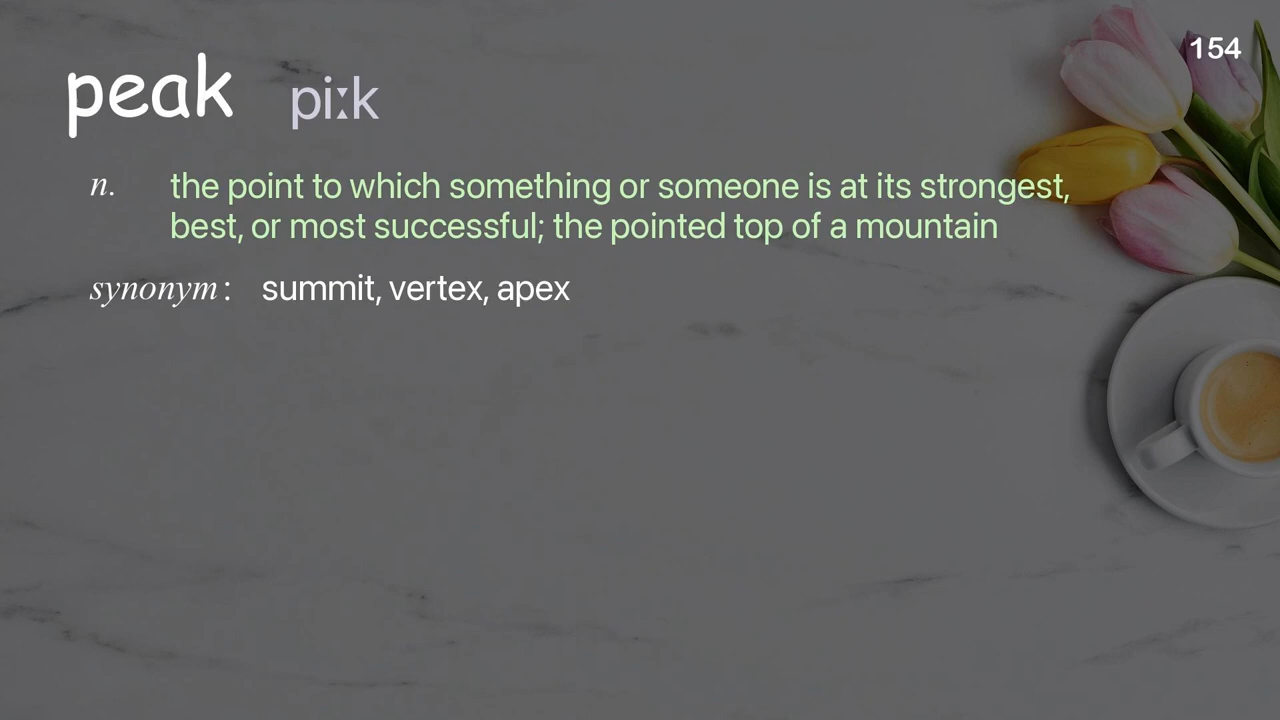 154
peak piːk
n. the point to which something or someone is at its strongest,
best, or most successful; the pointed top of a mountain
synonym: summit, vertex, apex